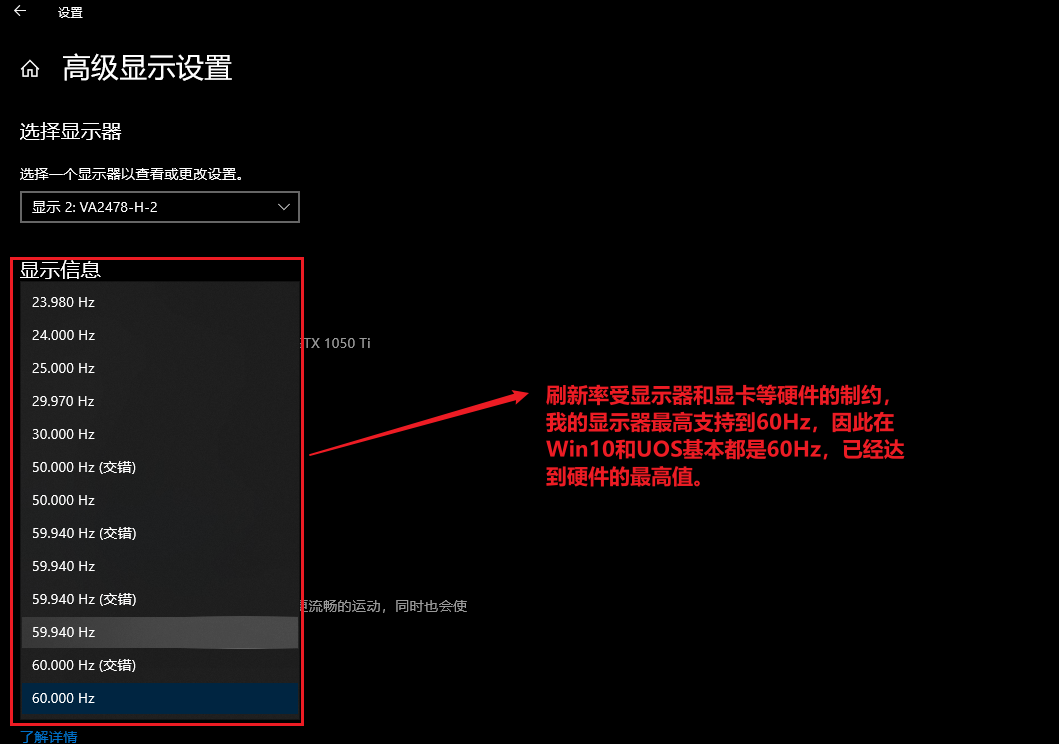 设置
高级显示设置
选择显示器
选择一个显示器以查看或更改设置。
显示 2: VA2478-H-2
显示信息
23.980 Hz
24.000 Hz
TX 1050 Ti
25.000 Hz
29.970 Hz
30.000 Hz
50.000 Hz (交错)
50.000 Hz
59.940 Hz (交错)
59.940 Hz
59.940 Hz (交错)
流畅的运动，同时也会使
59.940 Hz
60.000 Hz (交错)
60.000 Hz
了解详情
刷新率受显示器和显卡等硬件的制约，
我的显示器最高支持到60Hz，因此在
Win10和UOS基本都是60Hz，已经达
到硬件的最高值。